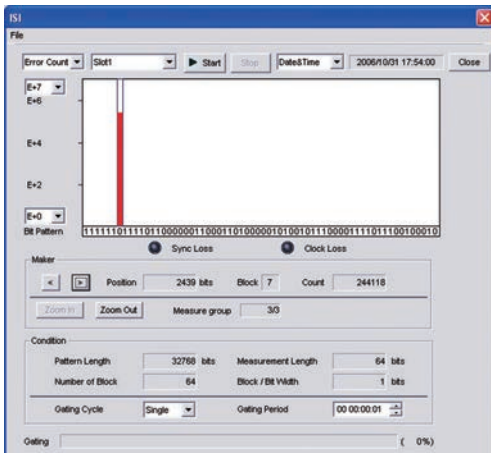 ISI
File
Error Count Slot1 Start Stop Date&Time 2006/10/31 17:54:00 Close
E+7
E+6
E+4
E+2
E+0
Bit Pattern 1111110111101100000011000110100000101001011100001111011100100010
Sync Loss Clock Loss
Maker
< > Position 2439 bits Block 7 Count 244118
Zoom In Zoom Out Measure group 3/3
Condition
Pattern Length 32768 bits Measurement Length 64 bits
Number of Block 64 Block / Bit Width 1 bits
Gating Cycle Single Gating Period 00 00:00:01
Gating ( 0%)